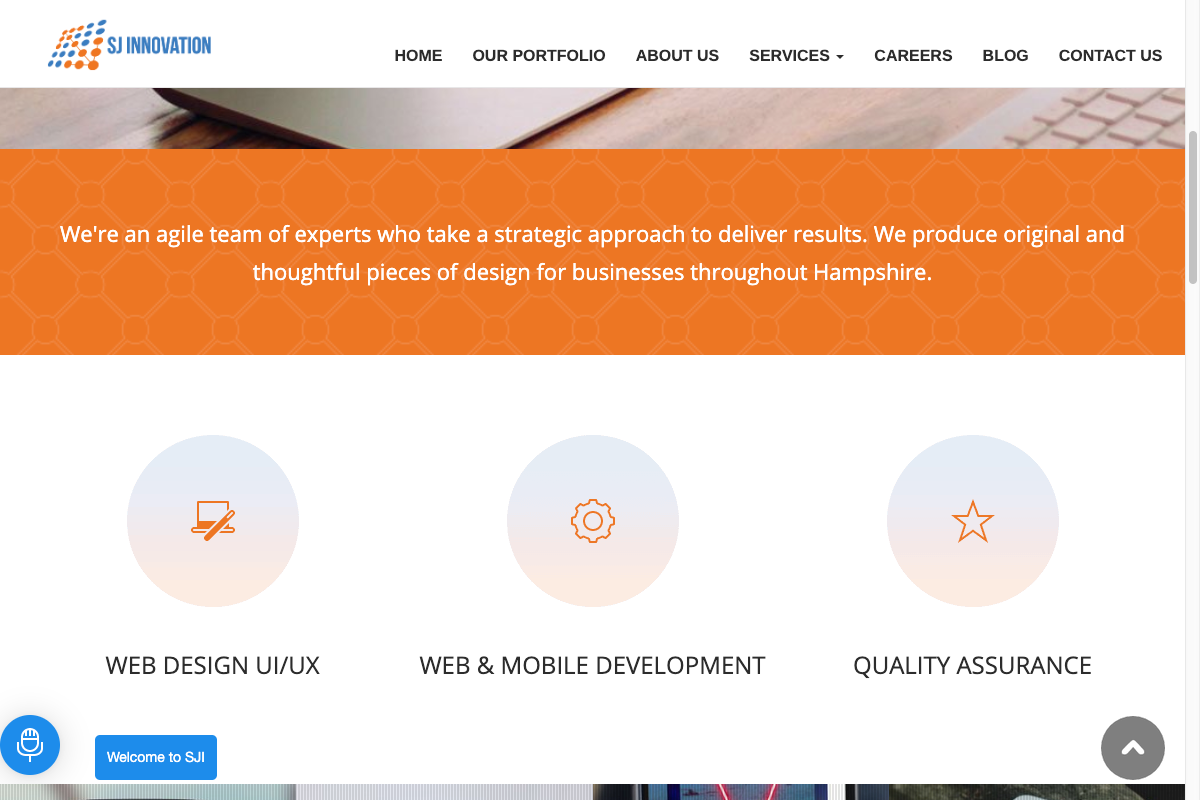 SJ INNOVATION
HOME OUR PORTFOLIO ABOUT US SERVICES CAREERS BLOG CONTACT US
We're an agile team of experts who take a strategic approach to deliver results. We produce original and
thoughtful pieces of design for businesses throughout Hampshire.
WEB DESIGN UI/UX WEB & MOBILE DEVELOPMENT QUALITY ASSURANCE
Welcome to SJI